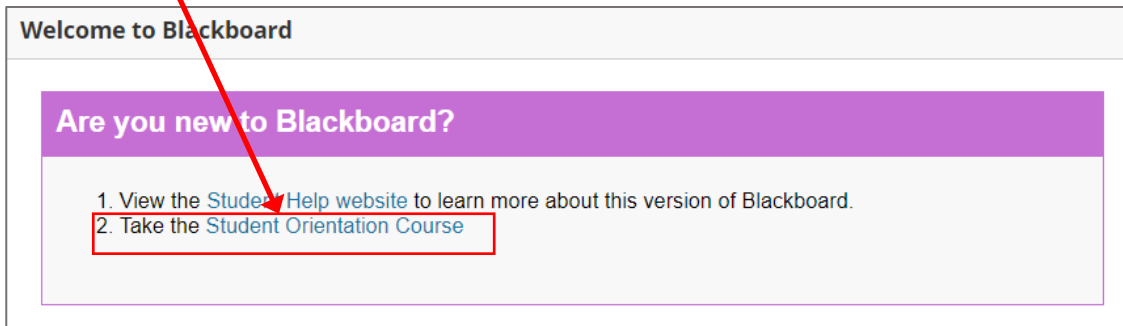 Welcome to Blackboard
Are you new to Blackboard?
1. View the Student Help website to learn more about this version of Blackboard.
2. Take the Student Orientation Course